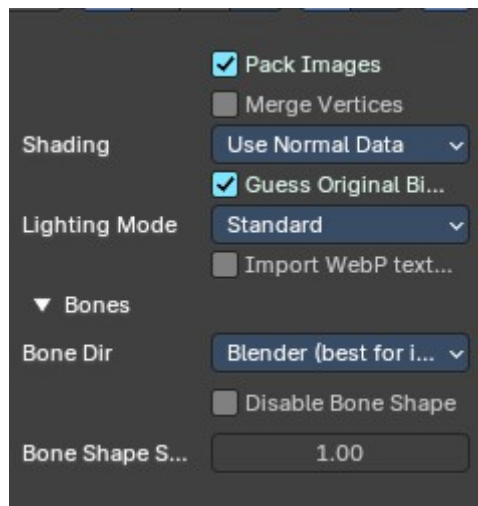 Pack Images
Merge Vertices
Shading Use Normal Data
Guess Original Bi...
Lighting Mode Standard
Import WebP text...
Bones
Bone Dir Blender (best for i...
Disable Bone Shape
Bone Shape S... 1.00